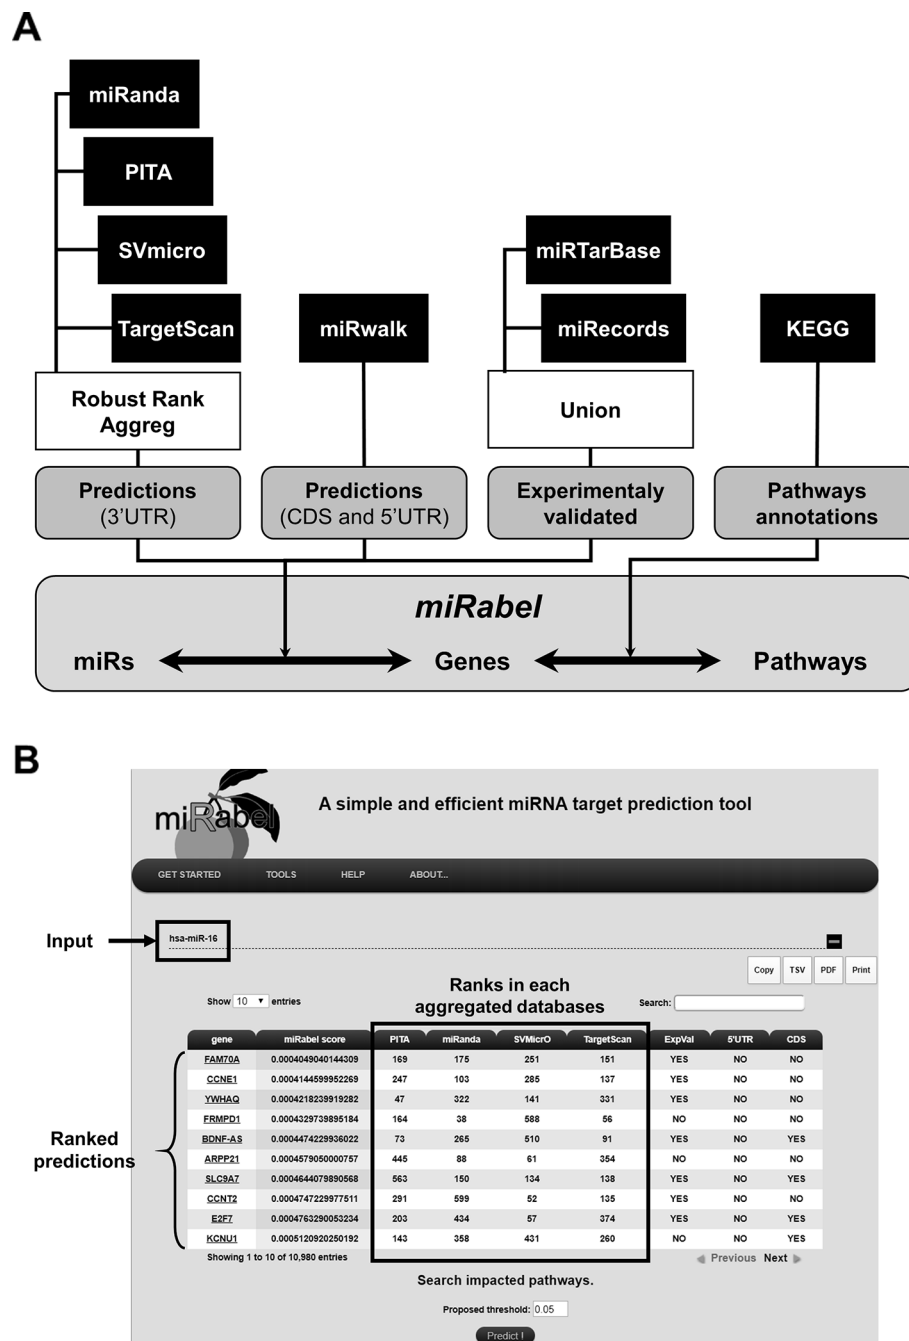 A
miRanda
PITA
SVmicro
TargetScan
miRwalk
miRTarBase
miRecords
KEGG
Robust Rank
Aggreg
Union
Predictions
(3'UTR)
Predictions
(CDS and 5'UTR)
Experimentaly
validated
Pathways
annotations
miRabel
miRs
Genes
Pathways
B
miRabel
A simple and efficient miRNA target prediction tool
GET STARTED TOOLS HELP ABOUT...
Input
hsa-miR-16
Copy TSV PDF Print
Show 10 entries
Ranks in each
aggregated databases
Search:
gene miRabel score PITA miRanda SVMicrO TargetScan ExpVal 5'UTR CDS
FAM70A 0.0004049040144309 169 175 251 151 YES NO NO
CCNE1 0.0004144599952269 247 103 285 137 YES NO NO
YWHAQ 0.0004218239919282 47 322 141 331 YES NO NO
FRMPD1 0.0004329739895184 164 38 588 56 NO NO NO
BDNF-AS 0.0004474229936022 73 265 510 91 YES NO YES
ARPP21 0.0004579050000757 445 88 61 354 NO NO NO
SLC9A7 0.0004644079890568 563 150 134 138 YES NO YES
CCNT2 0.0004747229977511 291 599 52 135 YES NO NO
E2F7 0.0004763290053234 203 434 57 374 YES NO YES
KCNU1 0.0005120920250192 143 358 431 260 NO NO YES
Ranked
predictions
Showing 1 to 10 of 10,980 entries
Previous Next
Search impacted pathways.
Proposed threshold: 0.05
Predict !